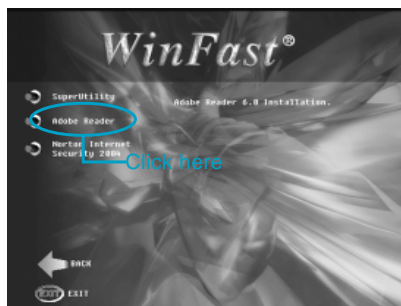 WinFast®
SuperUtility
Adobe Reader 6.0 Installation.
Adobe Reader
Norton Internet
Security 2004
Click here
BACK
EXIT EXIT